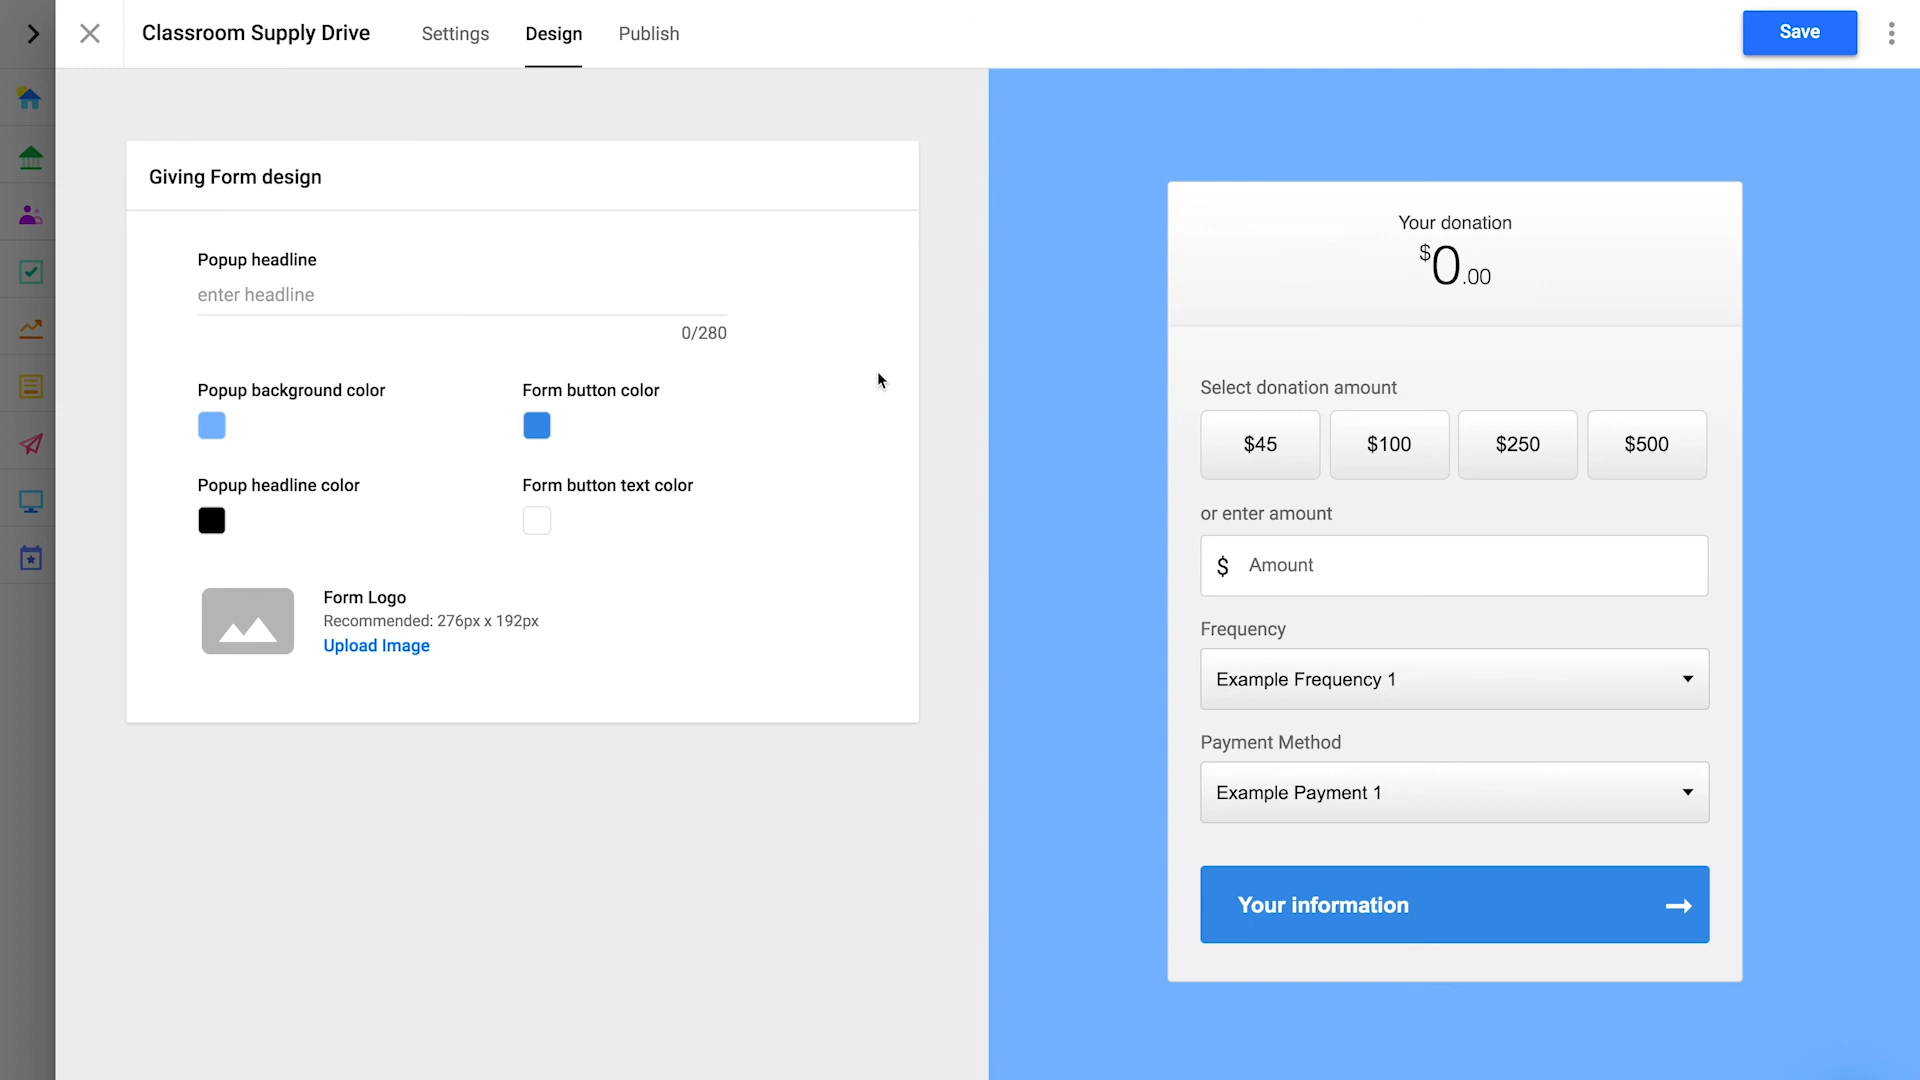 Classroom Supply Drive
Settings
Design
Publish
Save
Giving Form design
Popup headline
enter headline
0/280
Popup background color
Form button color
Popup headline color
Form button text color
Form Logo
Recommended: 276px x 192px
Upload Image
Your donation
$0.00
Select donation amount
$45
$100
$250
$500
or enter amount
$ Amount
Frequency
Example Frequency 1
Payment Method
Example Payment 1
Your information